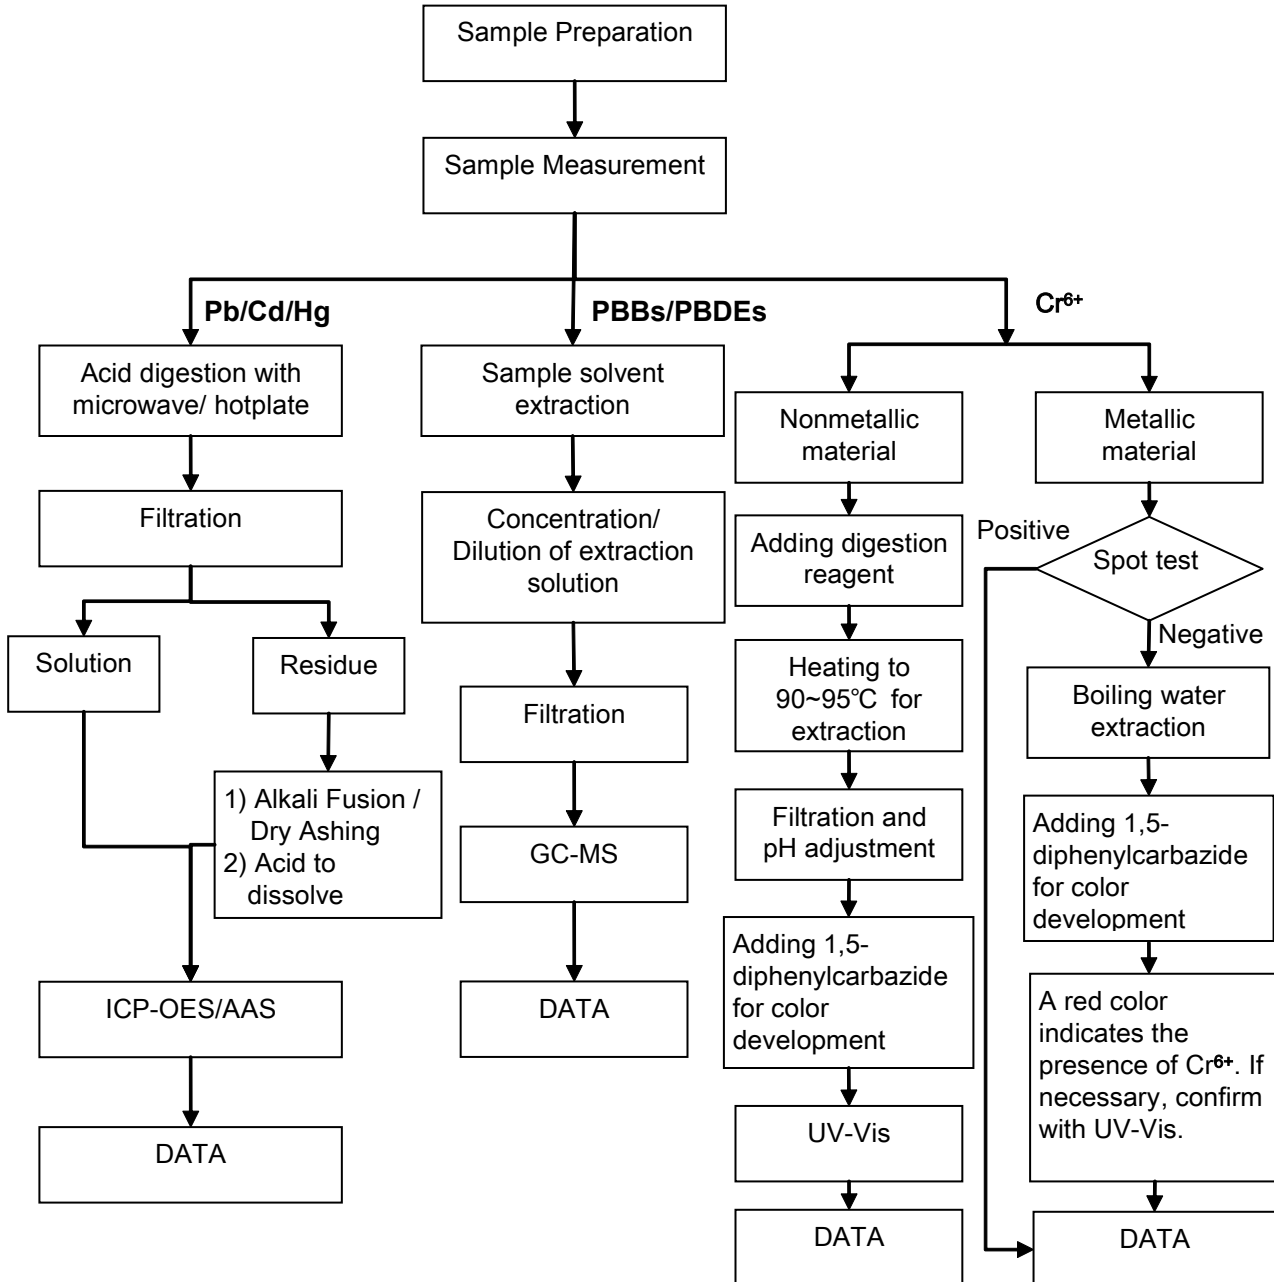 Sample Preparation
Sample Measurement
Pb/Cd/Hg
PBBs/PBDEs
Cr⁶⁺
Acid digestion with
microwave/ hotplate
Filtration
Solution
Residue
1) Alkali Fusion /
Dry Ashing
2) Acid to
dissolve
ICP-OES/AAS
DATA
Sample solvent
extraction
Concentration/
Dilution of extraction
solution
Filtration
GC-MS
DATA
Nonmetallic
material
Adding digestion
reagent
Heating to
90~95℃ for
extraction
Filtration and
pH adjustment
Adding 1,5-
diphenylcarbazide
for color
development
UV-Vis
DATA
Metallic
material
Positive
Spot test
Negative
Boiling water
extraction
Adding 1,5-
diphenylcarbazide
for color
development
A red color
indicates the
presence of Cr⁶⁺. If
necessary, confirm
with UV-Vis.
DATA